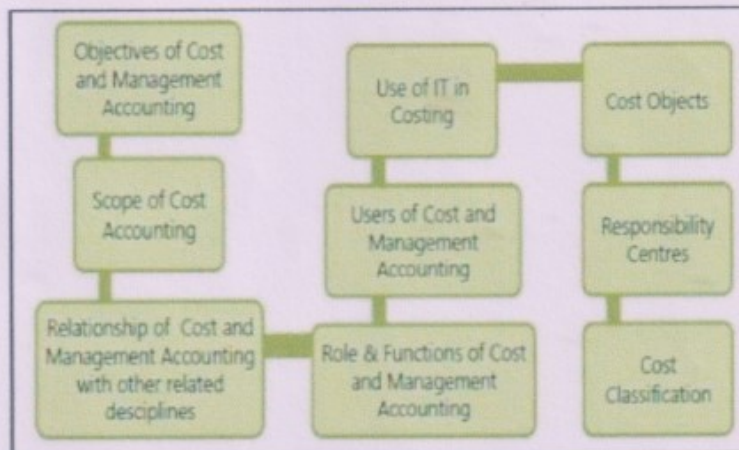 Objectives of Cost
and Management
Accounting
Scope of Cost
Accounting
Relationship of Cost and
Management Accounting
with other related
desciplines
Role & Functions of Cost
and Management
Accounting
Users of Cost and
Management
Accounting
Use of IT in
Costing
Cost Objects
Responsibility
Centres
Cost
Classification